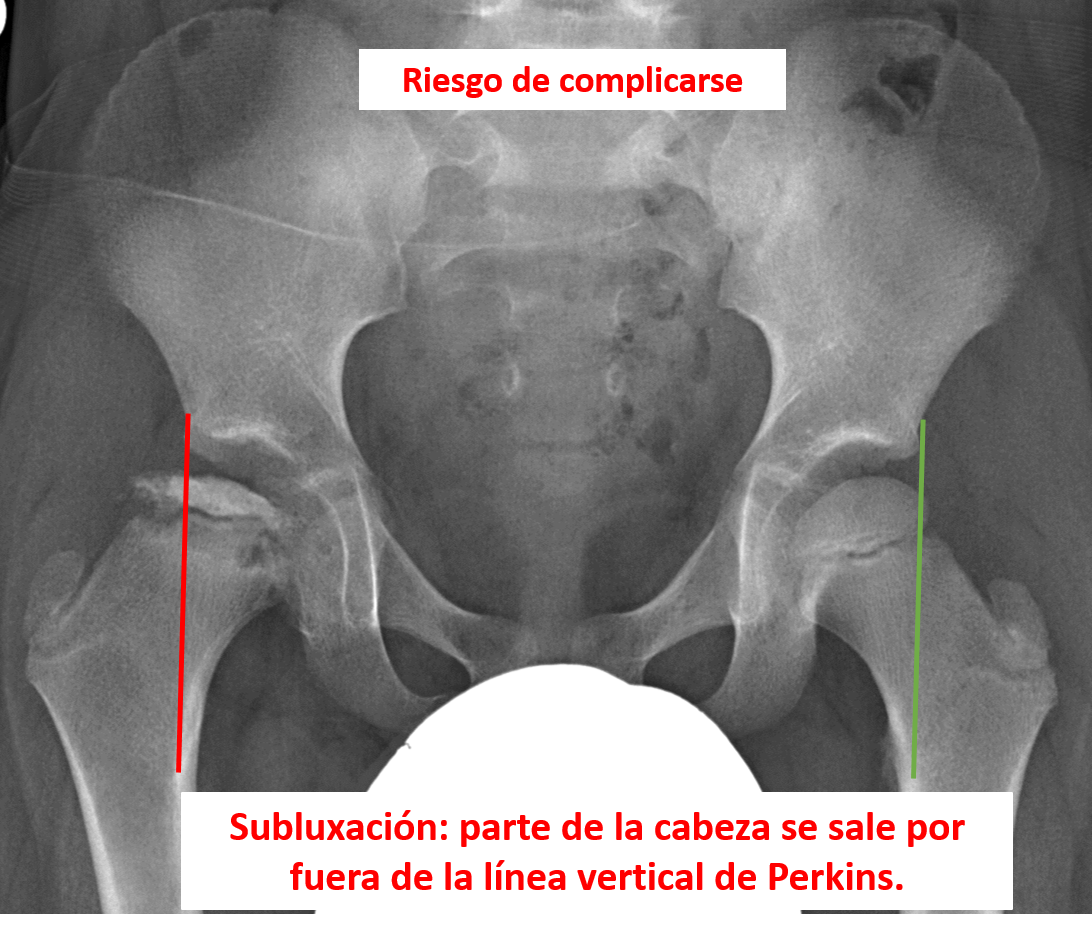 Riesgo de complicarse
Subluxación: parte de la cabeza se sale por
fuera de la línea vertical de Perkins.